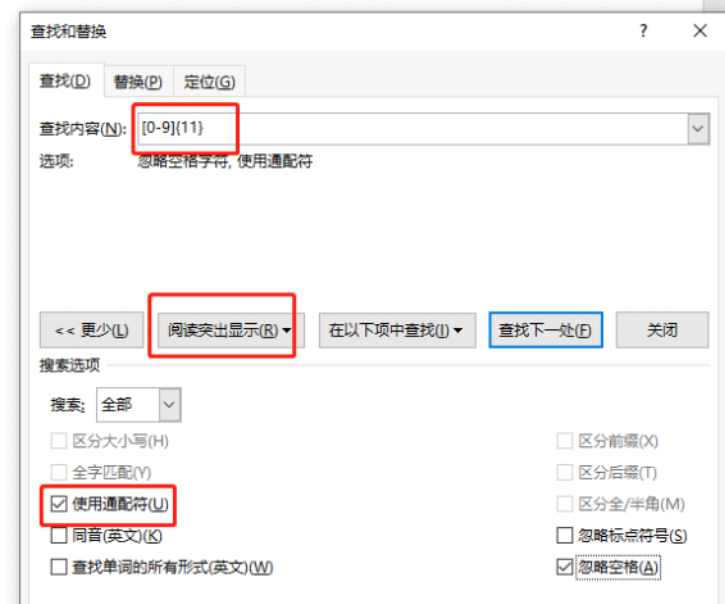 查找和替换 ? ×
查找(D) 替换(P) 定位(G)
查找内容(N): [0-9]{11}
选项: 忽略空格字符, 使用通配符
<< 更少(L) 阅读突出显示(R) 在以下项中查找(I) 查找下一处(F) 关闭
搜索选项
搜索: 全部
区分大小写(H) 区分前缀(X)
全字匹配(Y) 区分后缀(T)
使用通配符(U) 区分全/半角(M)
同音(英文)(K) 忽略标点符号(S)
查找单词的所有形式(英文)(W) 忽略空格(A)